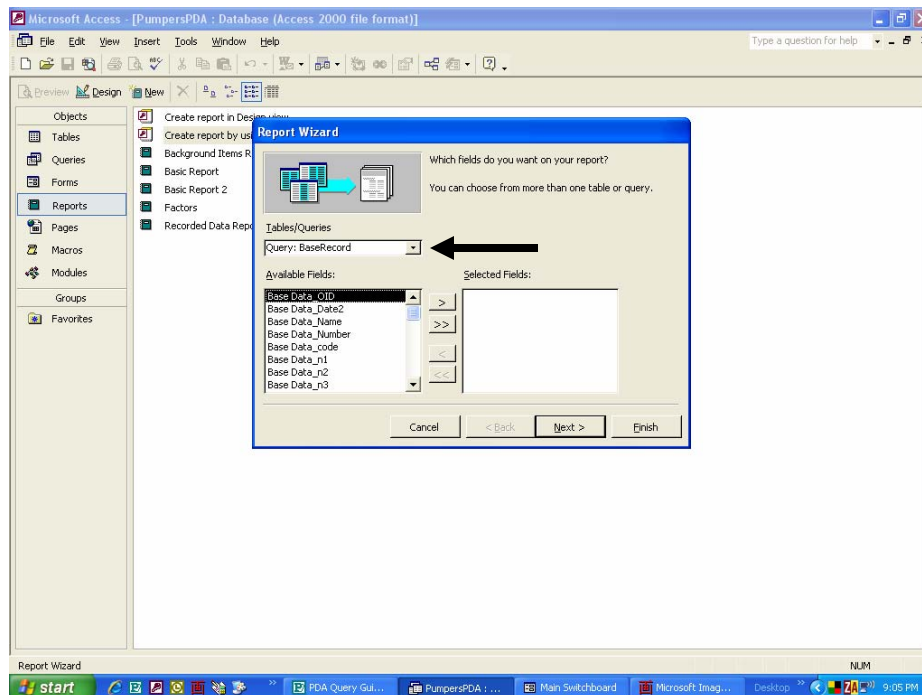 Microsoft Access - [PumpersPDA : Database (Access 2000 file format)]
File Edit View Insert Tools Window Help
Type a question for help
Preview Design New
Objects
Tables
Queries
Forms
Reports
Pages
Macros
Modules
Groups
Favorites
Create report in Design view
Create report by usi
Background Items R
Basic Report
Basic Report 2
Factors
Recorded Data Repo
Report Wizard
Which fields do you want on your report?
You can choose from more than one table or query.
Tables/Queries
Query: BaseRecord
Available Fields:
Selected Fields:
Base Data_OID
Base Data_Date2
Base Data_Name
Base Data_Number
Base Data_code
Base Data_n1
Base Data_n2
Base Data_n3
>
>>
<
<<
Cancel
< Back
Next >
Finish
Report Wizard
NUM
start
PDA Query Gui...
PumpersPDA : ...
Main Switchboard
Microsoft Imag...
Desktop
9:05 PM